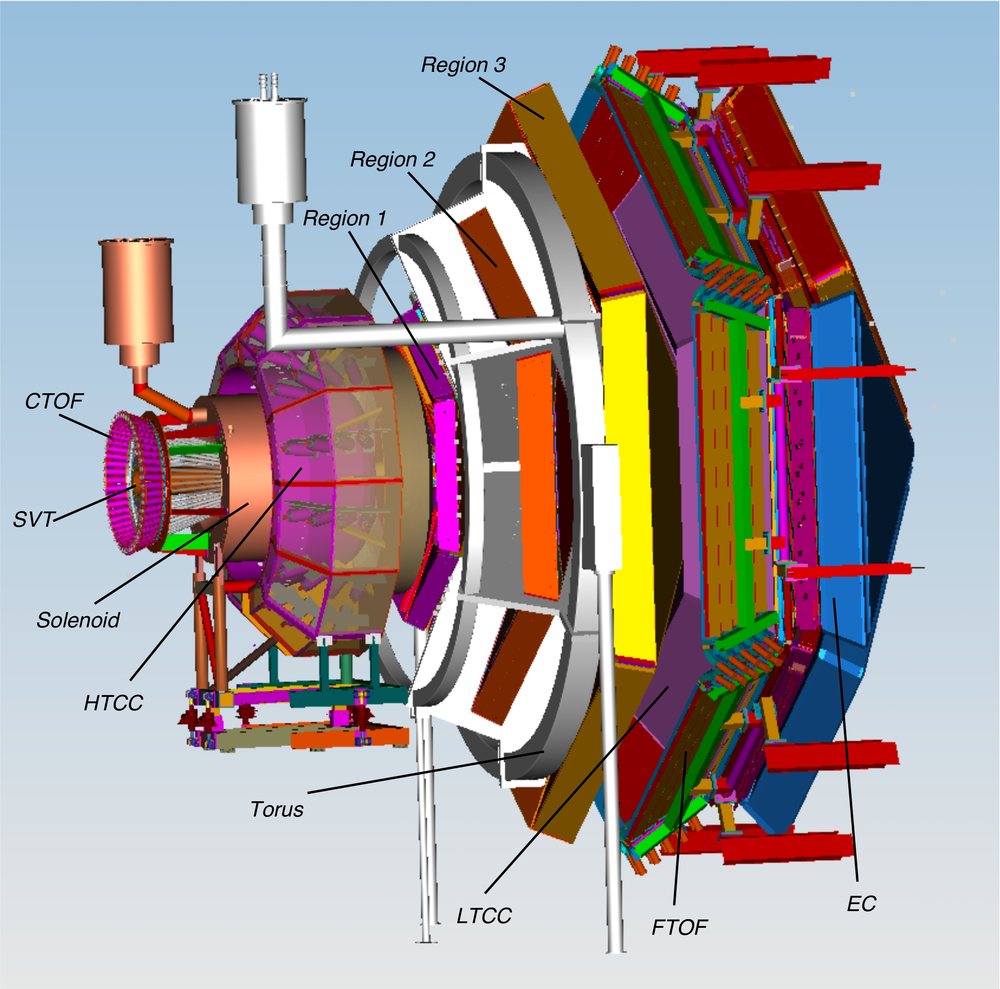 Region 3
Region 2
Region 1
CTOF
SVT
Solenoid
HTCC
Torus
LTCC
FTOF
EC